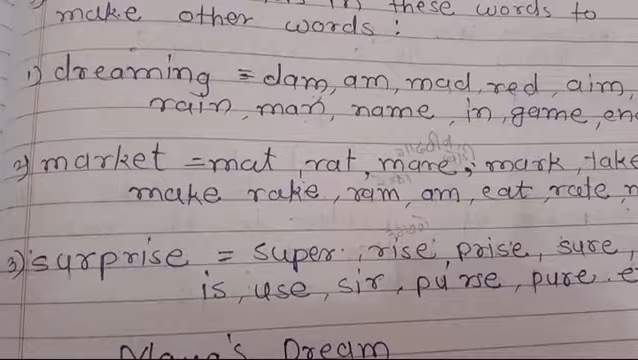 these words to
make other words :
1) dreaming = dam, am, mad, red, aim,
rain, man, name, in, game, en
2) market = mat, rat, mare, mark, take
make rake, ram, am, eat, rate,
3) surprise = super, rise, prise, sure,
is, use, sir, purse, pure. e
Dream